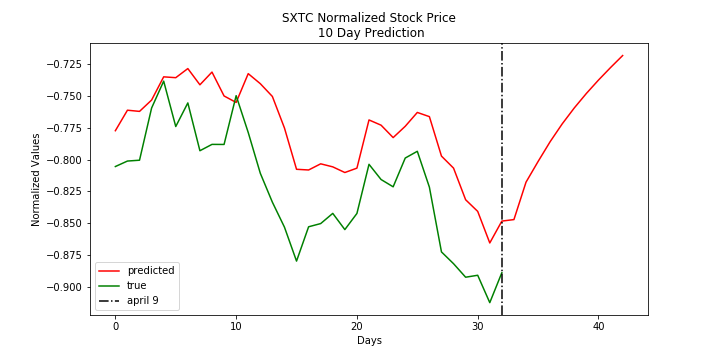 SXTC Normalized Stock Price
10 Day Prediction
Normalized Values
−0.725
−0.750
−0.775
−0.800
−0.825
−0.850
−0.875
−0.900
predicted
true
april 9
0
10
20
30
40
Days